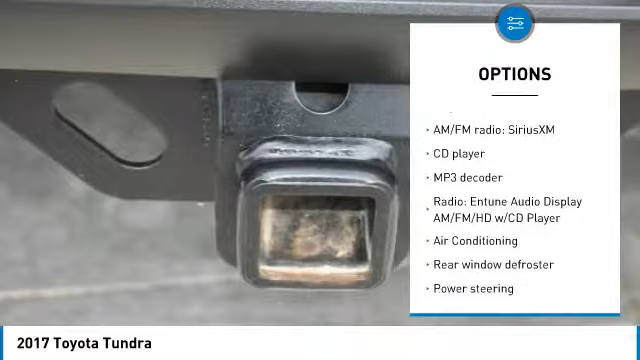 OPTIONS
AM/FM radio: SiriusXM
CD player
MP3 decoder
Radio: Entune Audio Display
AM/FM/HD w/CD Player
Air Conditioning
Rear window defroster
Power steering
2017 Toyota Tundra